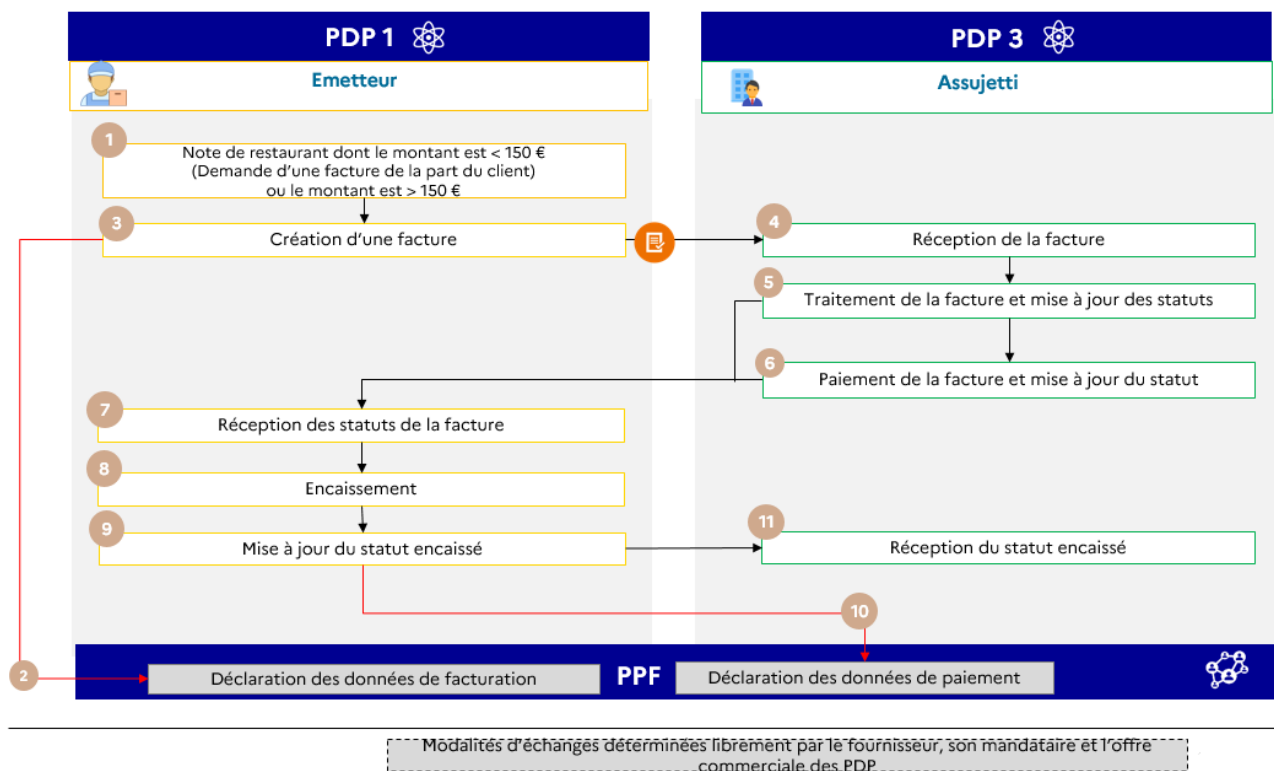 PDP 1
PDP 3
Emetteur
Assujetti
1
Note de restaurant dont le montant est < 150 €
(Demande d'une facture de la part du client)
ou le montant est > 150 €
3
Création d'une facture
4
Réception de la facture
5
Traitement de la facture et mise à jour des statuts
6
Paiement de la facture et mise à jour du statut
7
Réception des statuts de la facture
8
Encaissement
9
Mise à jour du statut encaissé
11
Réception du statut encaissé
10
2
Déclaration des données de facturation
PPF
Déclaration des données de paiement
Modalités d'échanges déterminées librement par le fournisseur, son mandataire et l'offre
commerciale des PDP